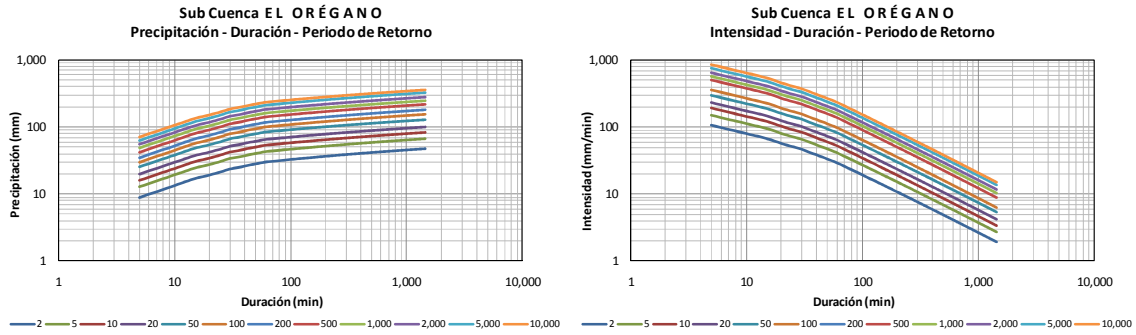 Sub Cuenca E L O R É G A N O
Precipitación - Duración - Periodo de Retorno
1,000
100
10
1
Precipitación (mm)
1 10 100 1,000 10,000
Duración (min)
2 5 10 20 50 100 200 500 1,000 2,000 5,000 10,000
Sub Cuenca E L O R É G A N O
Intensidad - Duración - Periodo de Retorno
1,000
100
10
1
Intensidad (mm/min)
1 10 100 1,000 10,000
Duración (min)
2 5 10 20 50 100 200 500 1,000 2,000 5,000 10,000